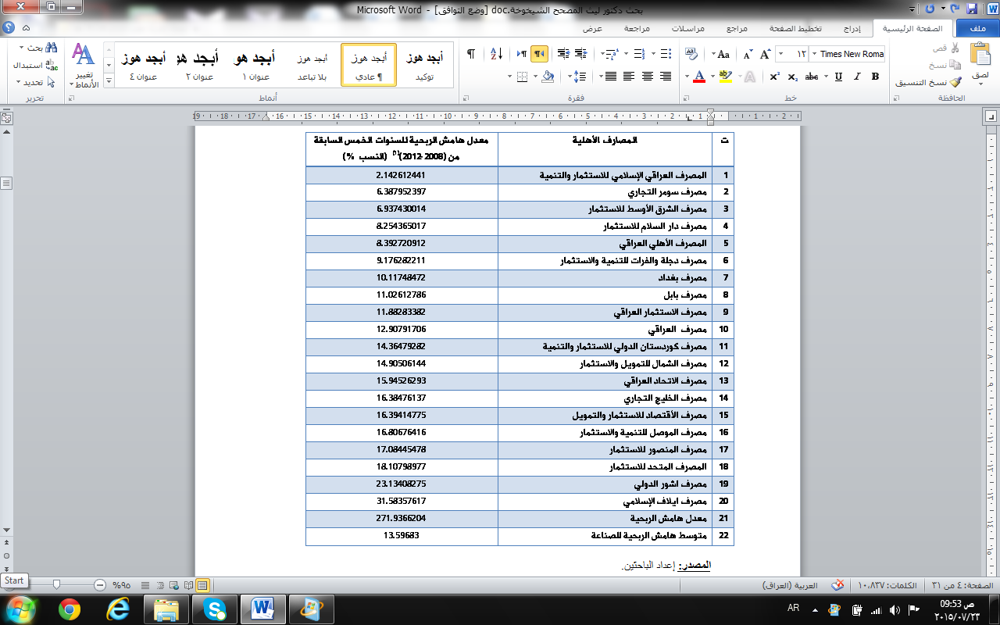 بحث دكتور ليث المصحح الشيخوخة.doc [وضع التوافق] - Microsoft Word
ملف الصفحة الرئيسية إدراج تخطيط الصفحة مراجع مراسلات مراجعة عرض
لصق قص نسخ نسخ التنسيق
الحافظة
Times New Roma ١٢
خط
فقرة
أبجد هوز توكيد
أبجد هوز ¶ عادي
أبجد هوز بلا تباعد
أبجد هو عنوان ١
أبجد هو عنوان ٢
أبجد هوز عنوان ٤
تغيير الأنماط
أنماط
بحث
استبدال
تحديد
تحرير
ت المصارف الأهلية معدل هامش الربحية للسنوات الخمس السابقة
من (2008-2012)(*) (النسب %)
1 المصرف العراقي الإسلامي للاستثمار والتنمية 2.142612441
2 مصرف سومر التجاري 6.387952397
3 مصرف الشرق الأوسط للاستثمار 6.937430014
4 مصرف دار السلام للاستثمار 8.254365017
5 المصرف الأهلي العراقي 8.392720912
6 مصرف دجلة والفرات للتنمية والاستثمار 9.176282211
7 مصرف بغداد 10.11748472
8 مصرف بابل 11.02612786
9 مصرف الاستثمار العراقي 11.88283382
10 مصرف العراقي 12.90791706
11 مصرف كوردستان الدولي للاستثمار والتنمية 14.36479282
12 مصرف الشمال للتمويل والاستثمار 14.90506144
13 مصرف الاتحاد العراقي 15.94526293
14 مصرف الخليج التجاري 16.38476137
15 مصرف الأقتصاد للاستثمار والتمويل 16.39414775
16 مصرف الموصل للتنمية والاستثمار 16.80676416
17 مصرف المنصور للاستثمار 17.08445478
18 المصرف المتحد للاستثمار 18.10798977
19 مصرف اشور الدولي 23.13408275
20 مصرف ايلاف الإسلامي 31.58357617
21 معدل هامش الربحية 271.9366204
22 متوسط هامش الربحية للصناعة 13.59683
المصدر: إعداد الباحثين.
الصفحة: ٤ من ٣١ الكلمات: ١٠،٨٣٧ العربية (العراق) ٩٥%
Start
AR
09:53 ص
٢٠١٥/٠٧/٢٣